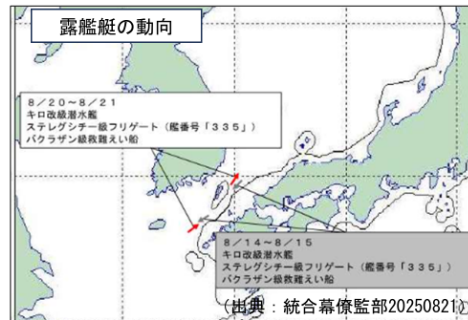 露艦艇の動向
8／20～8／21
キロ改級潜水艦
ステレグシチー級フリゲート（艦番号「３３５」）
バクラザン級救難えい船
8／14～8／15
キロ改級潜水艦
ステレグシチー級フリゲート（艦番号「３３５」）
バクラザン級救難えい船
（出典：統合幕僚監部20250821）